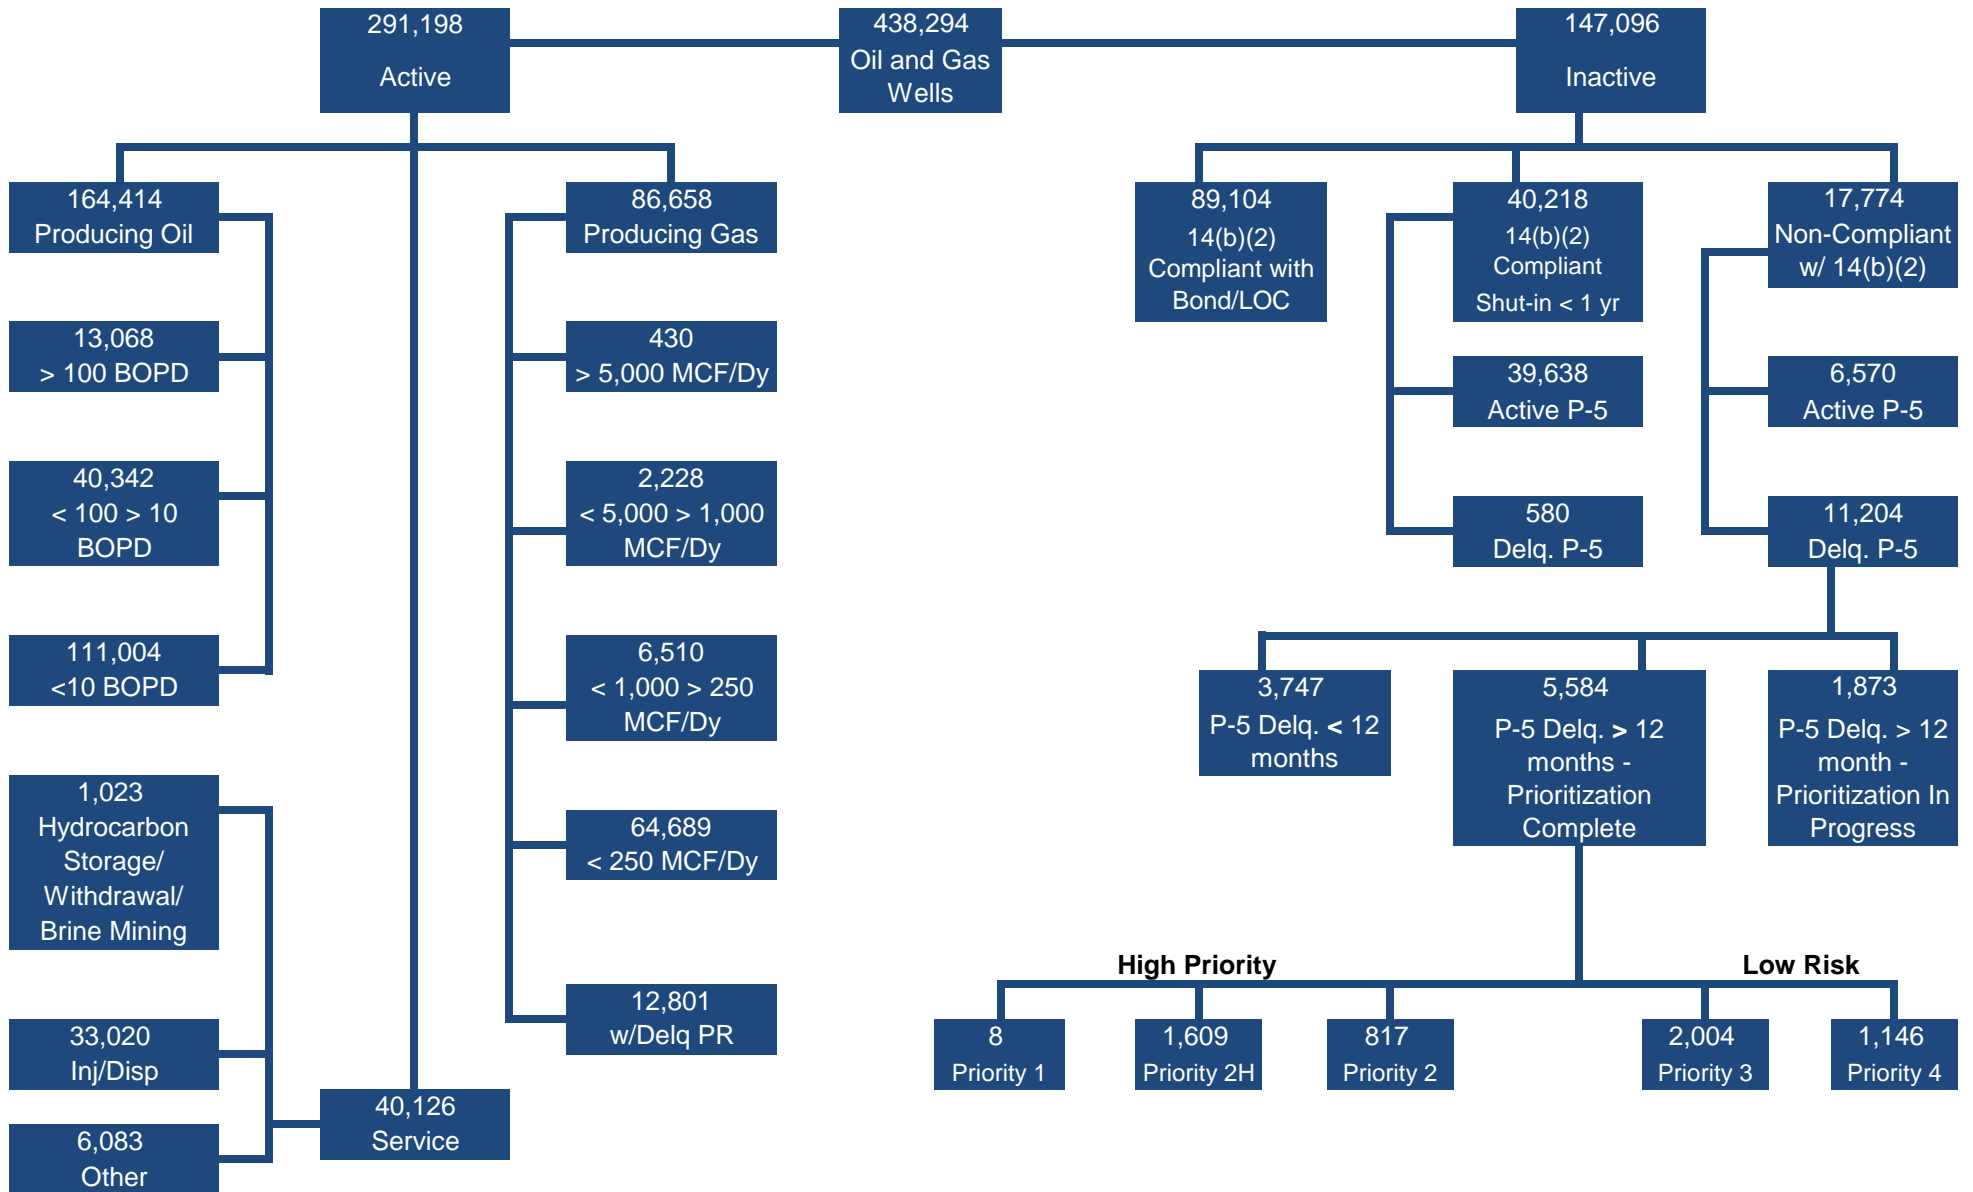 291,198
Active
438,294
Oil and Gas
Wells
147,096
Inactive
164,414
Producing Oil
13,068
> 100 BOPD
40,342
< 100 > 10
BOPD
111,004
<10 BOPD
86,658
Producing Gas
430
> 5,000 MCF/Dy
2,228
< 5,000 > 1,000
MCF/Dy
6,510
< 1,000 > 250
MCF/Dy
64,689
< 250 MCF/Dy
12,801
w/Delq PR
1,023
Hydrocarbon
Storage/
Withdrawal/
Brine Mining
33,020
Inj/Disp
6,083
Other
40,126
Service
89,104
14(b)(2)
Compliant with
Bond/LOC
40,218
14(b)(2)
Compliant
Shut-in < 1 yr
39,638
Active P-5
580
Delq. P-5
17,774
Non-Compliant
w/ 14(b)(2)
6,570
Active P-5
11,204
Delq. P-5
3,747
P-5 Delq. < 12
months
5,584
P-5 Delq. > 12
months -
Prioritization
Complete
1,873
P-5 Delq. > 12
month -
Prioritization In
Progress
High Priority
Low Risk
8
Priority 1
1,609
Priority 2H
817
Priority 2
2,004
Priority 3
1,146
Priority 4